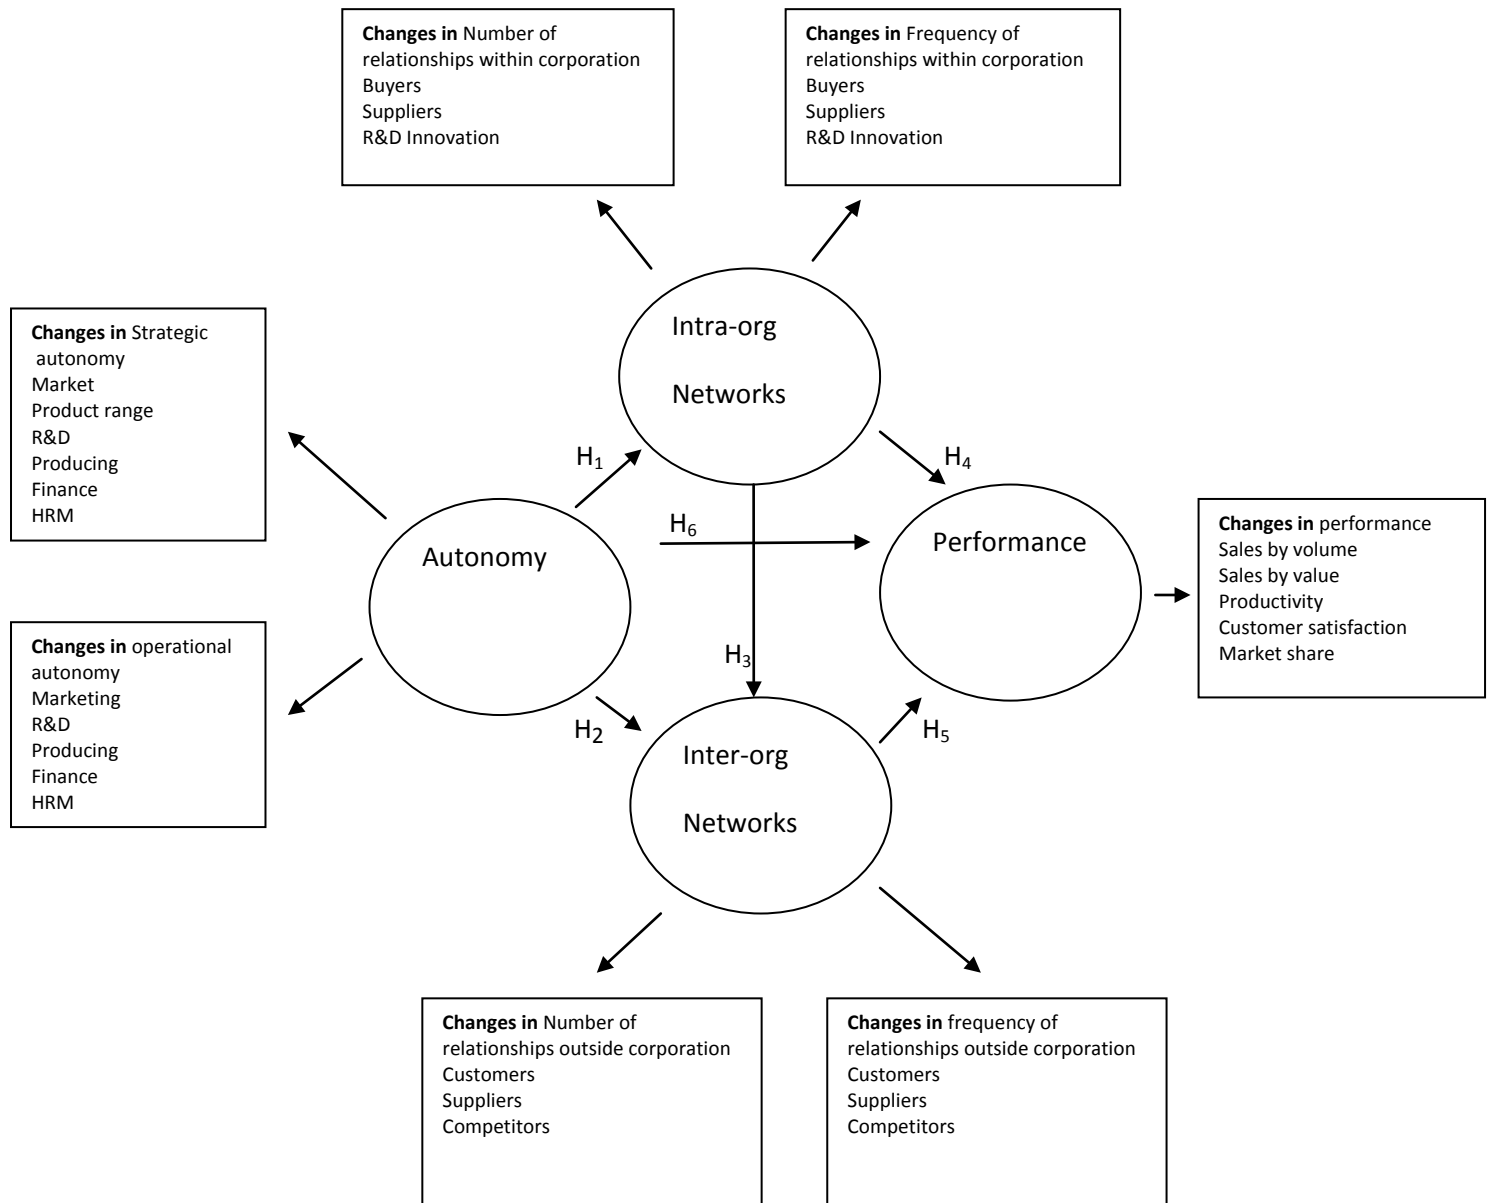 Changes in Number of
relationships within corporation
Buyers
Suppliers
R&D Innovation
Changes in Frequency of
relationships within corporation
Buyers
Suppliers
R&D Innovation
Intra-org
Networks
Changes in Strategic
autonomy
Market
Product range
R&D
Producing
Finance
HRM
H1
H4
Autonomy
H6
Performance
Changes in performance
Sales by volume
Sales by value
Productivity
Customer satisfaction
Market share
Changes in operational
autonomy
Marketing
R&D
Producing
Finance
HRM
H3
H2
H5
Inter-org
Networks
Changes in Number of
relationships outside corporation
Customers
Suppliers
Competitors
Changes in frequency of
relationships outside corporation
Customers
Suppliers
Competitors